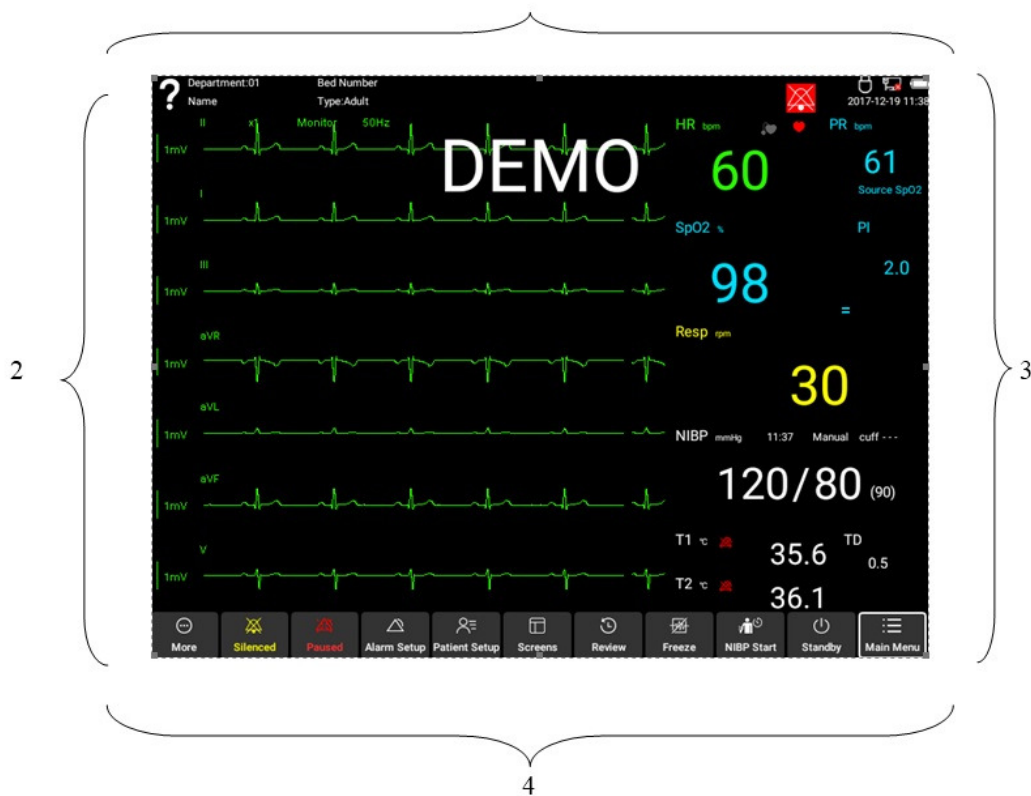 Department:01 Bed Number
Name Type:Adult
2017-12-19 11:38
II x1 Monitor 50Hz
1mV
DEMO
HR bpm PR bpm
60 61
Source SpO2
I
1mV
SpO2 % PI
98 2.0
=
III
1mV
Resp rpm
30
aVR
1mV
aVL
1mV
NIBP mmHg 11:37 Manual cuff ---
120/80 (90)
aVF
1mV
T1 ℃ 35.6 TD 0.5
V
1mV
T2 ℃ 36.1
More Silenced Paused Alarm Setup Patient Setup Screens Review Freeze NIBP Start Standby Main Menu
2
3
4